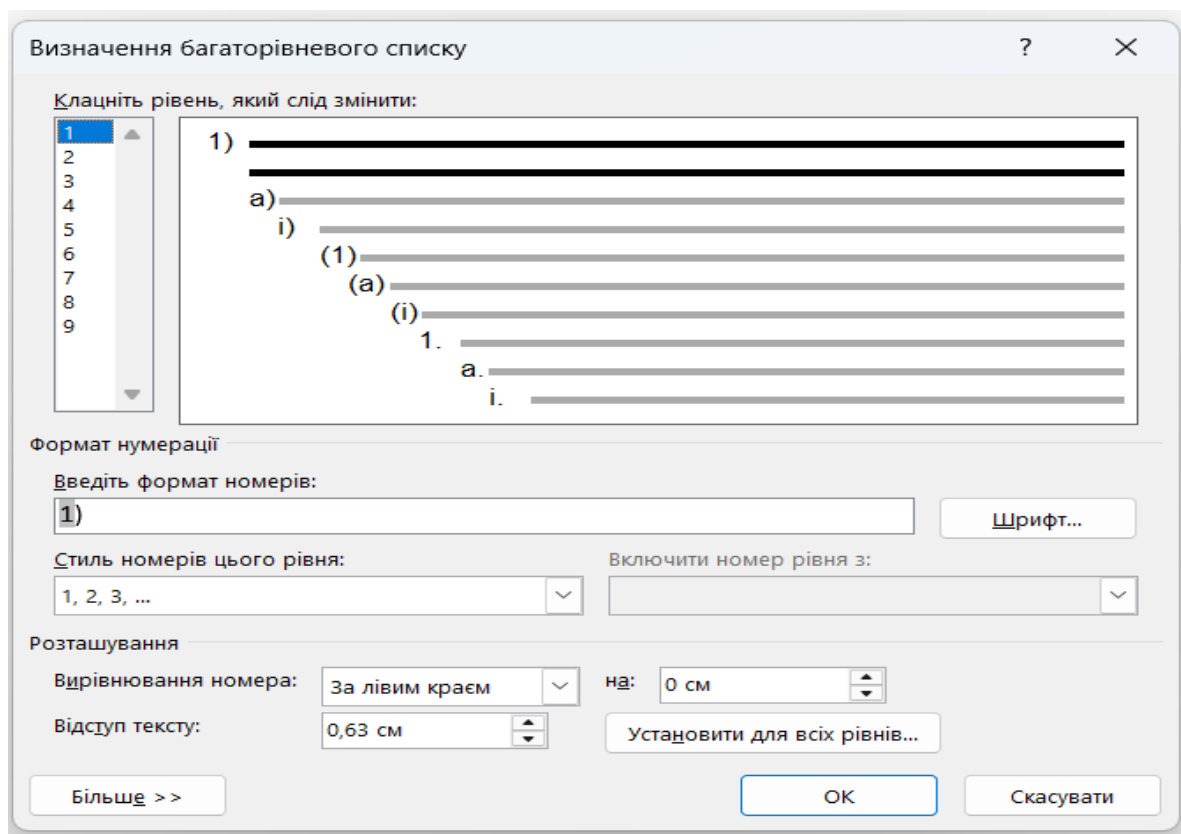 Визначення багаторівневого списку ?
Клацніть рівень, який слід змінити:
1
2
3
4
5
6
7
8
9
1)
a)
i)
(1)
(a)
(i)
1.
a.
i.
Формат нумерації
Введіть формат номерів:
1)
Шрифт...
Стиль номерів цього рівня: Включити номер рівня з:
1, 2, 3, ...
Розташування
Вирівнювання номера: За лівим краєм на: 0 см
Відступ тексту: 0,63 см Установити для всіх рівнів...
Більше >> ОК Скасувати